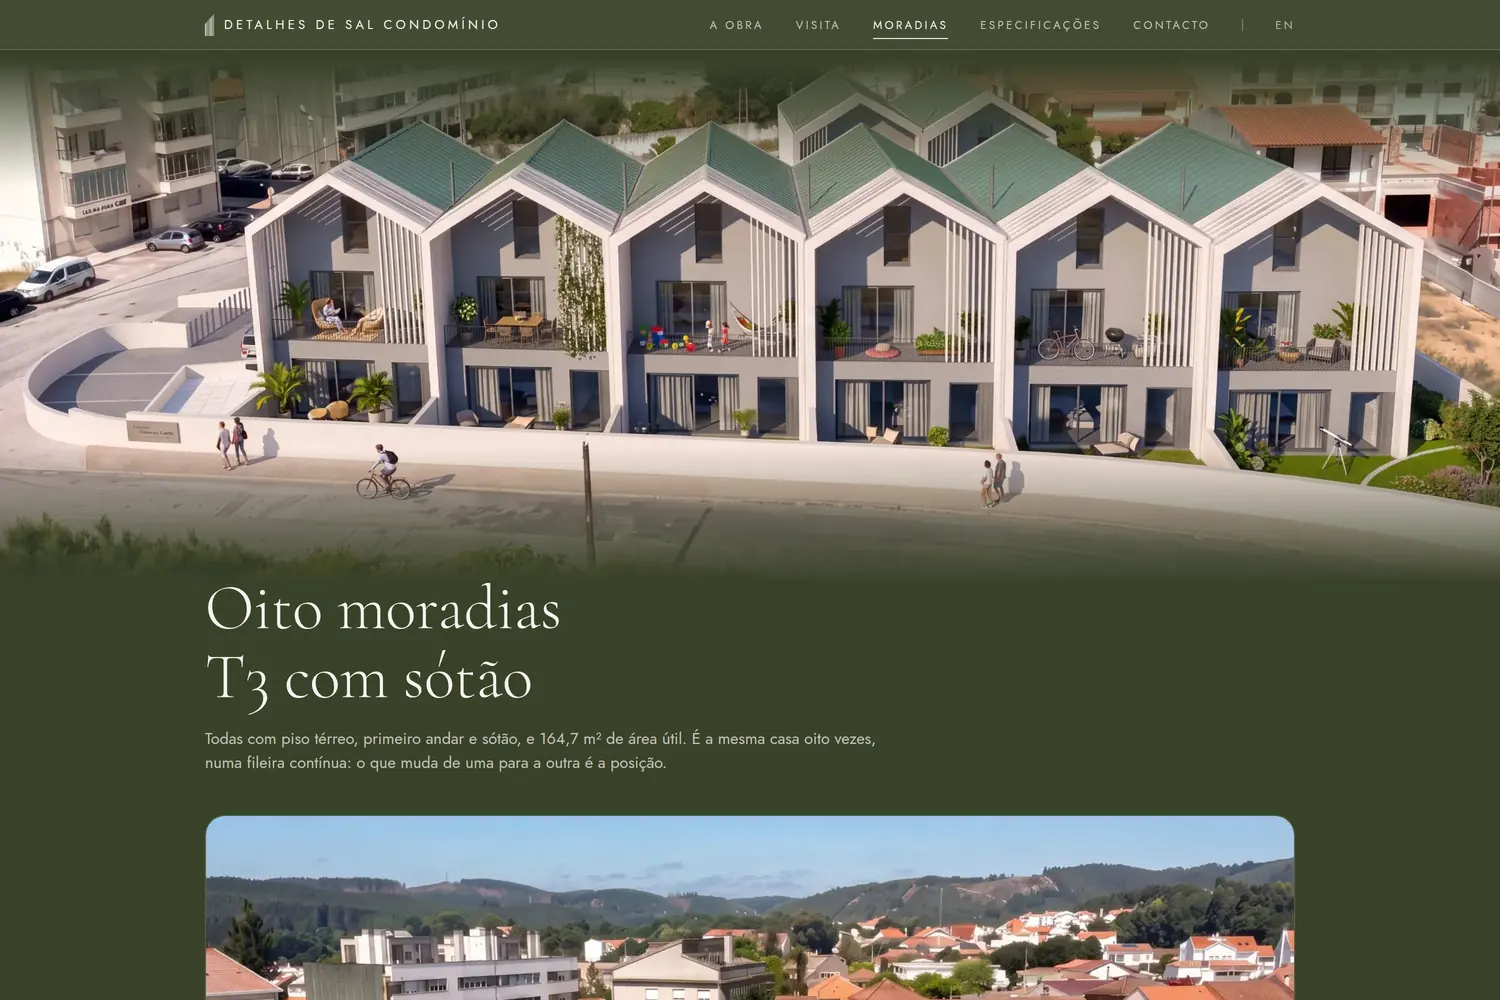 DETALHES DE SAL CONDOMÍNIO
A OBRA VISITA MORADIAS ESPECIFICAÇÕES CONTACTO | EN
Oito moradias
T3 com sótão
Todas com piso térreo, primeiro andar e sótão, e 164,7 m² de área útil. É a mesma casa oito vezes,
numa fileira contínua: o que muda de uma para a outra é a posição.